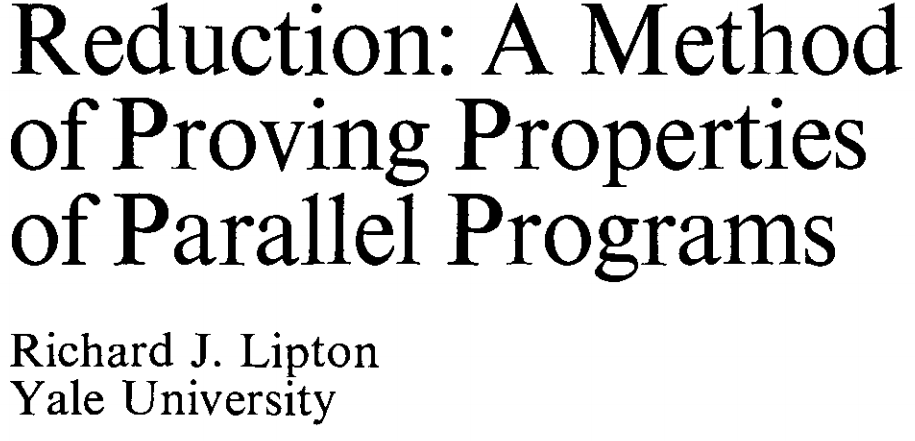 Reduction: A Method
of Proving Properties
of Parallel Programs
Richard J. Lipton
Yale University